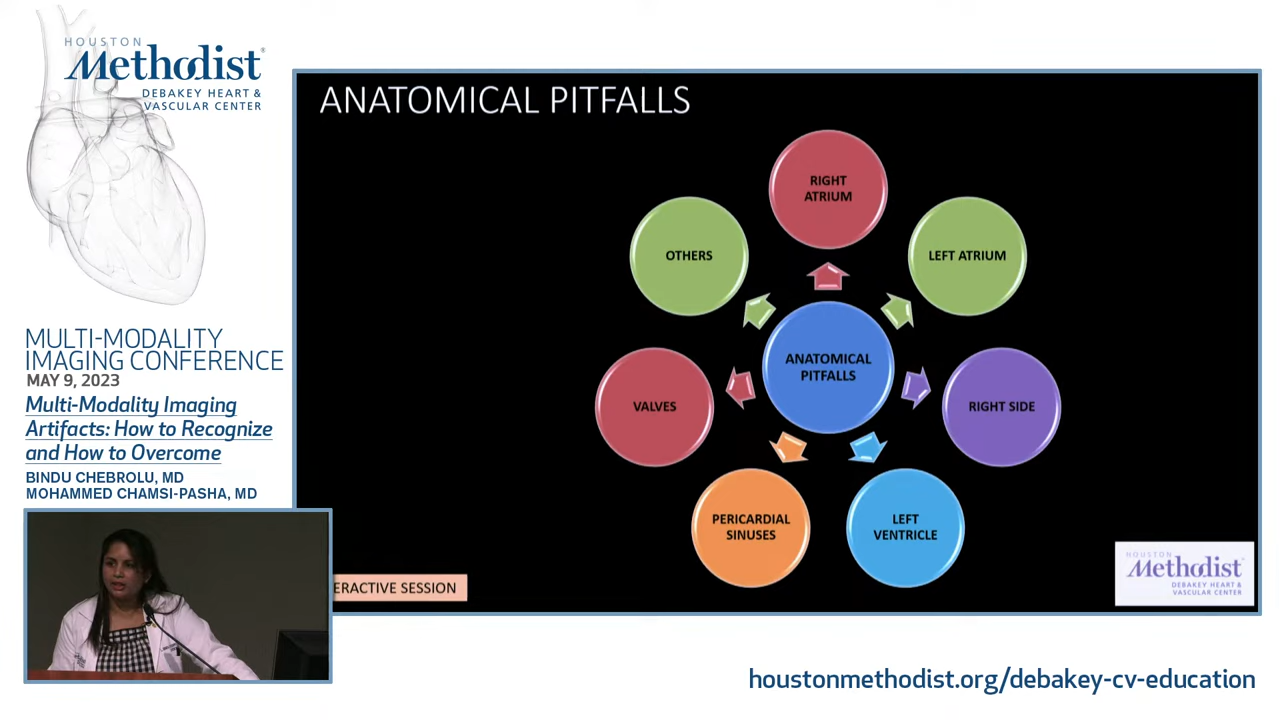 HOUSTON
Methodist
DEBAKEY HEART &
VASCULAR CENTER
MULTI-MODALITY
IMAGING CONFERENCE
MAY 9, 2023
Multi-Modality Imaging
Artifacts: How to Recognize
and How to Overcome
BINDU CHEBROLU, MD
MOHAMMED CHAMSI-PASHA, MD
ANATOMICAL PITFALLS
RIGHT
ATRIUM
OTHERS
LEFT ATRIUM
ANATOMICAL
PITFALLS
VALVES
RIGHT SIDE
PERICARDIAL
SINUSES
LEFT
VENTRICLE
ERACTIVE SESSION
HOUSTON
Methodist
DEBAKEY HEART &
VASCULAR CENTER
houstonmethodist.org/debakey-cv-education